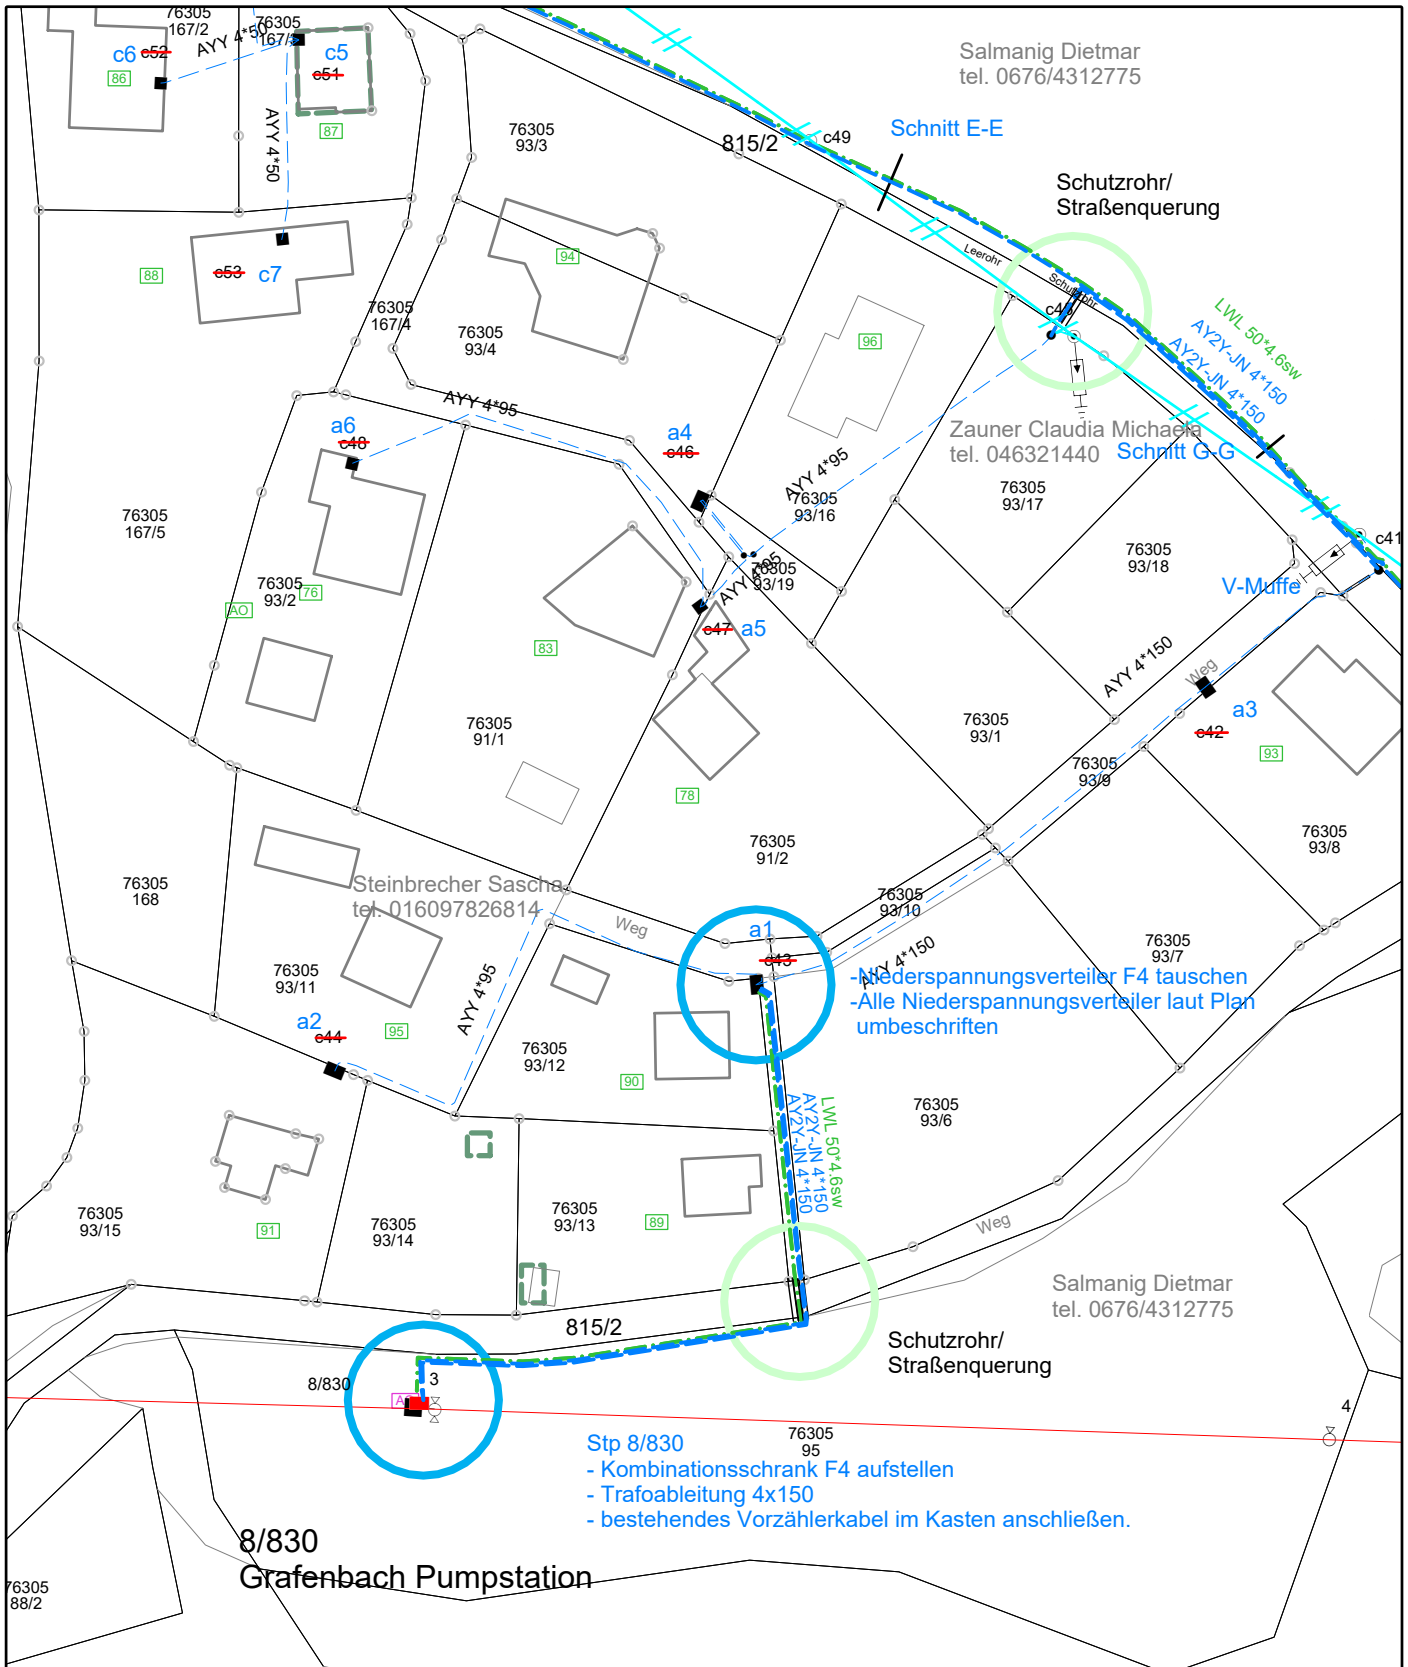 76305
167/2
76305
167/3
AYY 4*50
c6 c52
86
c5
c51
87
AYY 4*50
Salmanig Dietmar
tel. 0676/4312775
c49
Schnitt E-E
815/2
76305
93/3
Schutzrohr/
Straßenquerung
88
c53
c7
94
Leerohr
Schutzrohr
76305
167/4
76305
93/4
96
LWL 50*4.6sw
AY2Y-JN 4*150
AY2Y-JN 4*150
AYY 4*95
a6
c48
a4
c46
Zauner Claudia Michaela
tel. 046321440
Schnitt G-G
AYY 4*95
76305
93/16
76305
93/17
76305
167/5
c41
76305
93/18
76305
93/2
76
AO
AYY 4*95
76305
93/19
V-Muffe
c47
a5
83
AYY 4*150
Weg
a3
c42
93
76305
91/1
76305
93/1
76305
93/9
78
76305
91/2
76305
93/8
76305
168
Steinbrecher Sascha
tel. 016097826814
Weg
76305
93/10
a1
c43
AYY 4*150
76305
93/7
76305
93/11
AYY 4*95
-Niederspannungsverteiler F4 tauschen
-Alle Niederspannungsverteiler laut Plan
umbeschriften
a2
c44
95
76305
93/12
90
LWL 50*4.6sw
AY2Y-JN 4*150
AY2Y-JN 4*150
76305
93/6
76305
93/15
91
76305
93/14
76305
93/13
89
Weg
Salmanig Dietmar
tel. 0676/4312775
815/2
Schutzrohr/
Straßenquerung
8/830
3
4
76305
95
Stp 8/830
- Kombinationsschrank F4 aufstellen
- Trafoableitung 4x150
- bestehendes Vorzählerkabel im Kasten anschließen.
8/830
Grafenbach Pumpstation
76305
88/2